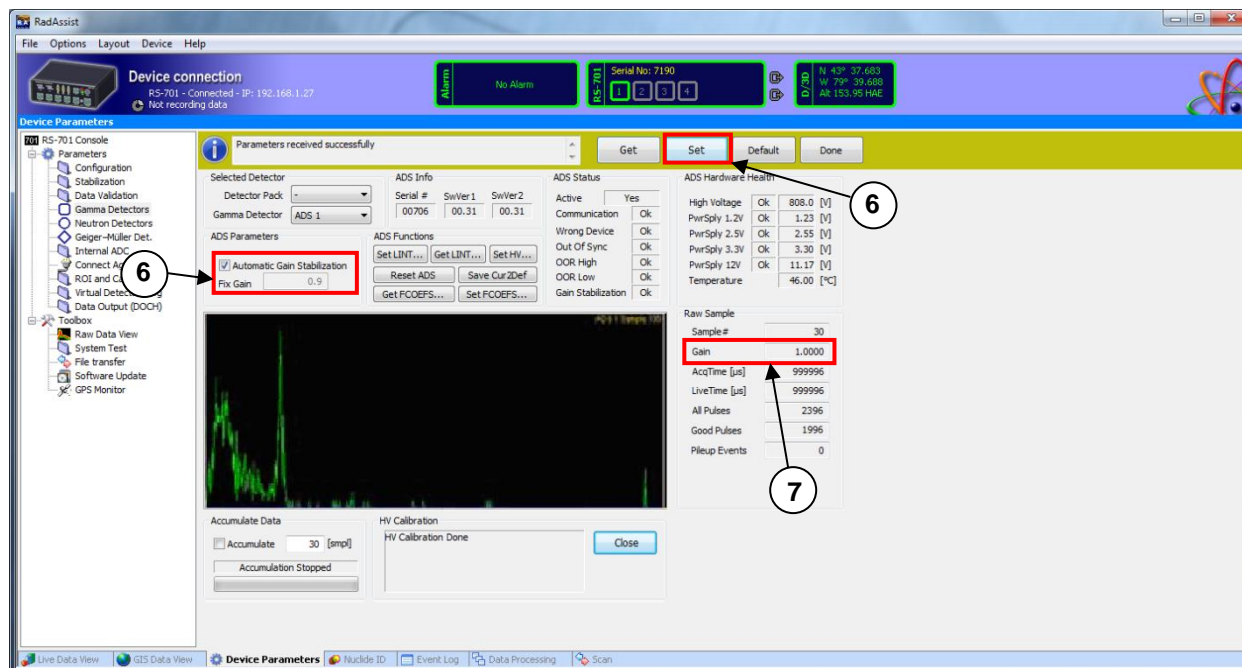 RadAssist
File Options Layout Device Help
Device connection
RS-701 - Connected - IP: 192.168.1.27
Not recording data
Alarm
No Alarm
RS-701
Serial No: 7190
1 2 3 4
D/3D
N 43° 37.683
W 79° 39.688
Alt 153.95 HAE
Device Parameters
701 RS-701 Console
Parameters
Configuration
Stabilization
Data Validation
Gamma Detectors
Neutron Detectors
Geiger-Müller Det.
Internal ADC
Connect
ROI and
Virtual
Data Output (DOCH)
Toolbox
Raw Data View
System Test
File transfer
Software Update
GPS Monitor
Parameters received successfully
Get Set Default Done
6
Selected Detector
Detector Pack -
Gamma Detector ADS 1
ADS Info
Serial # SwVer1 SwVer2
00706 00.31 00.31
ADS Status
Active Yes
Communication Ok
Wrong Device Ok
Out Of Sync Ok
OOR High Ok
OOR Low Ok
Gain Stabilization Ok
ADS Hardware Health
High Voltage Ok 808.0 [V]
PwrSply 1.2V Ok 1.23 [V]
PwrSply 2.5V Ok 2.55 [V]
PwrSply 3.3V Ok 3.30 [V]
PwrSply 12V Ok 11.17 [V]
Temperature 46.00 [°C]
ADS Parameters
Automatic Gain Stabilization
Fix Gain 0.9
6
ADS Functions
Set LINT... Get LINT... Set HV...
Reset ADS Save Cur2Def
Get FCOEFS... Set FCOEFS...
ADS 1 Sample 130
Raw Sample
Sample# 30
Gain 1.0000
AcqTime [µs] 999996
LiveTime [µs] 999996
All Pulses 2396
Good Pulses 1996
Pileup Events 0
7
Accumulate Data
Accumulate 30 [smpl]
Accumulation Stopped
HV Calibration
HV Calibration Done
Close
Live Data View GIS Data View Device Parameters Nuclide ID Event Log Data Processing Scan